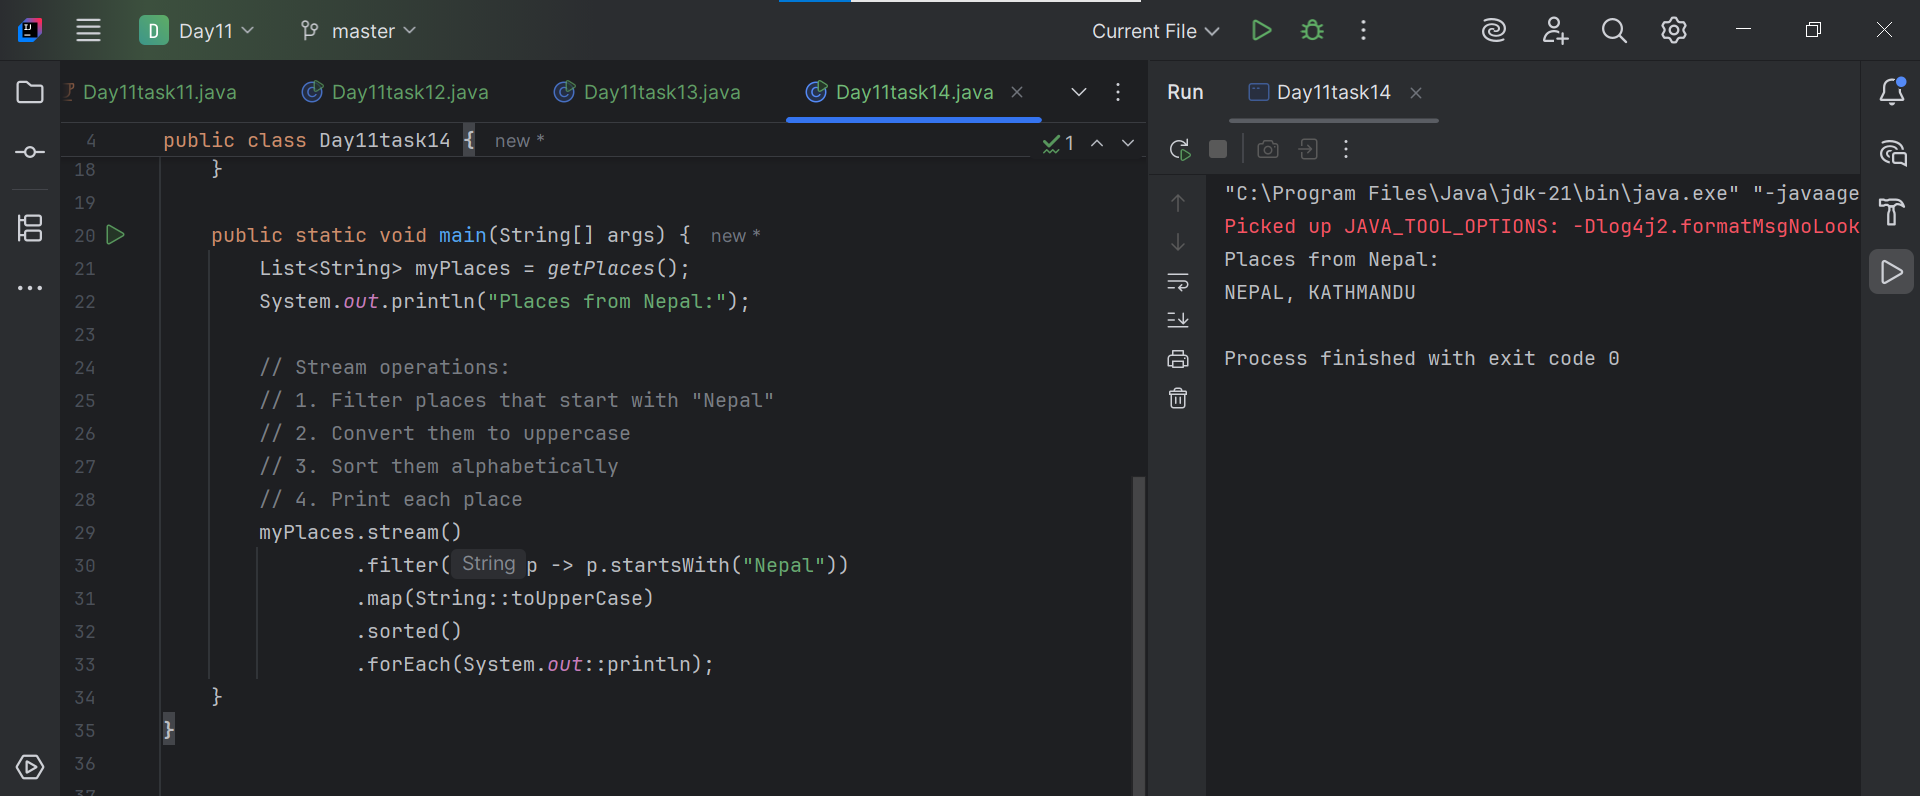 D Day11 master Current File
Day11task11.java Day11task12.java Day11task13.java Day11task14.java
4 public class Day11task14 { new *
1
18 }
19
20 public static void main(String[] args) { new *
21 List<String> myPlaces = getPlaces();
22 System.out.println("Places from Nepal:");
23
24 // Stream operations:
25 // 1. Filter places that start with "Nepal"
26 // 2. Convert them to uppercase
27 // 3. Sort them alphabetically
28 // 4. Print each place
29 myPlaces.stream()
30 .filter( String p -> p.startsWith("Nepal"))
31 .map(String::toUpperCase)
32 .sorted()
33 .forEach(System.out::println);
34 }
35 }
36
37
Run Day11task14
"C:\Program Files\Java\jdk-21\bin\java.exe" "-javaage
Picked up JAVA_TOOL_OPTIONS: -Dlog4j2.formatMsgNoLook
Places from Nepal:
NEPAL, KATHMANDU
Process finished with exit code 0